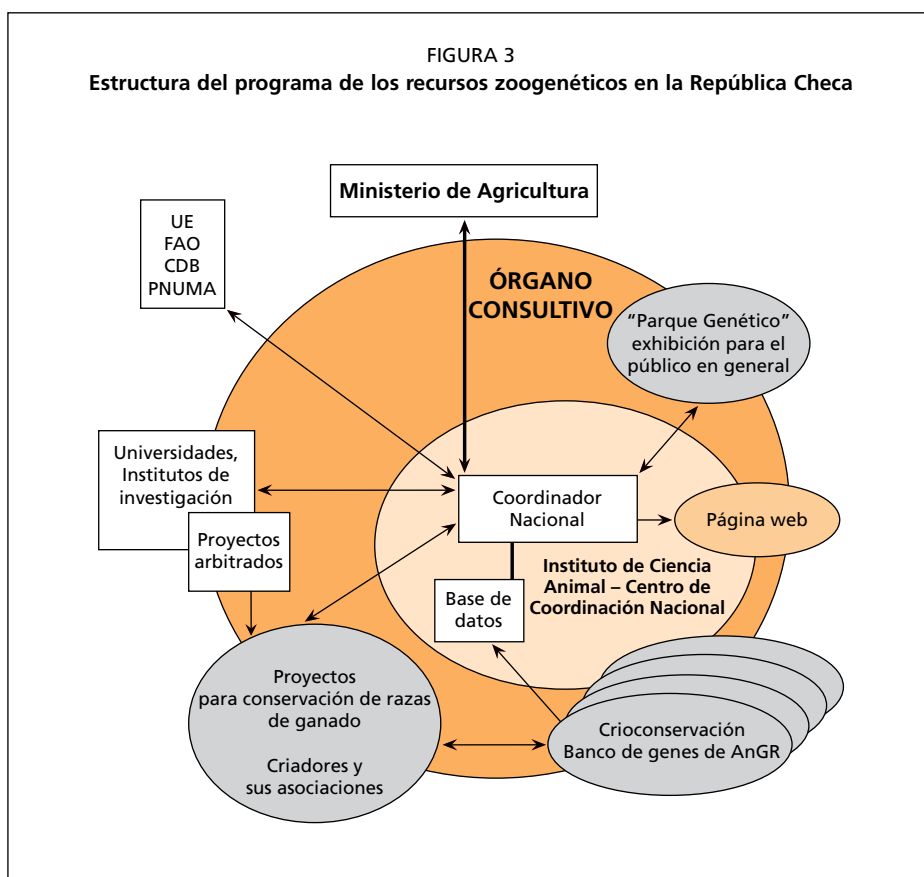 FIGURA 3
Estructura del programa de los recursos zoogenéticos en la República Checa
Ministerio de Agricultura
UE
FAO
CDB
PNUMA
ÓRGANO
CONSULTIVO
“Parque Genético”
exhibición para el
público en general
Universidades,
Institutos de
investigación
Proyectos
arbitrados
Coordinador
Nacional
Página web
Instituto de Ciencia
Animal – Centro de
Coordinación Nacional
Base de
datos
Proyectos
para conservación de razas
de ganado
Criadores y
sus asociaciones
Crioconservación
Banco de genes de AnGR